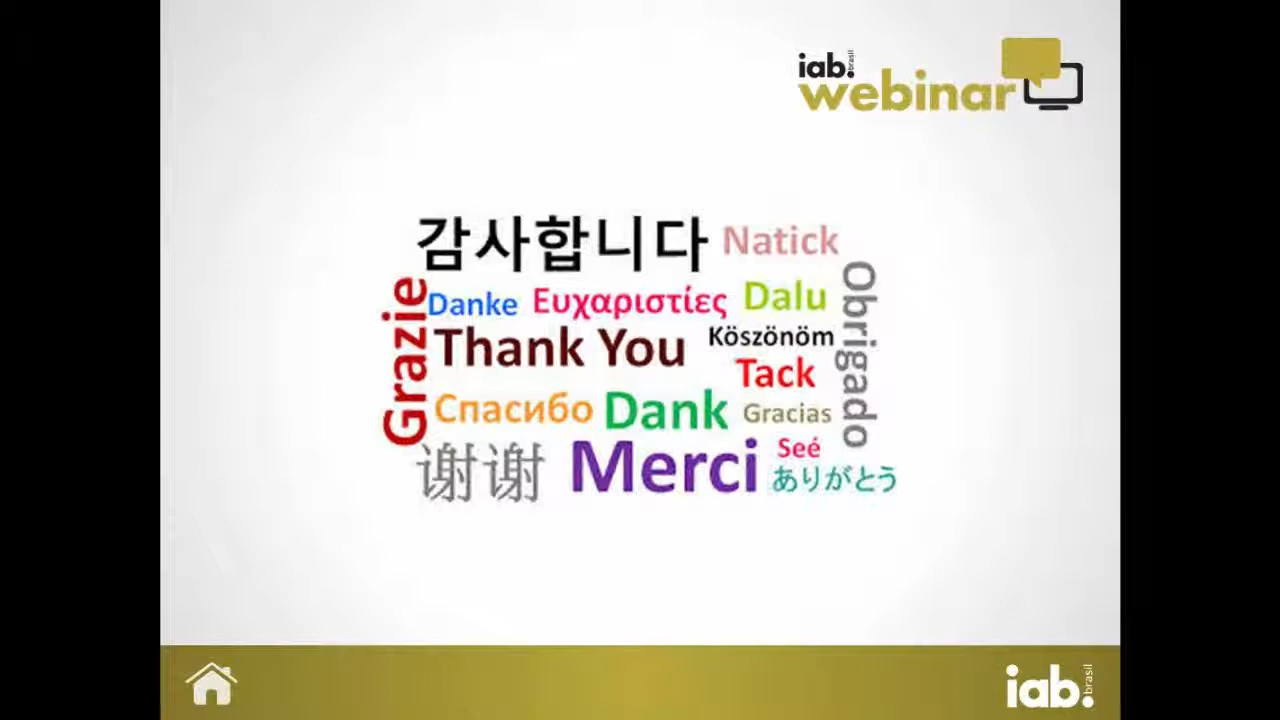 iab.
brasil
webinar
감사합니다 Natick
Grazie
Danke Ευχαριστίες Dalu
Obrigado
Thank You Köszönöm
Tack
Спасибо Dank Gracias
谢谢 Merci Seé
ありがとう
iab.
brasil